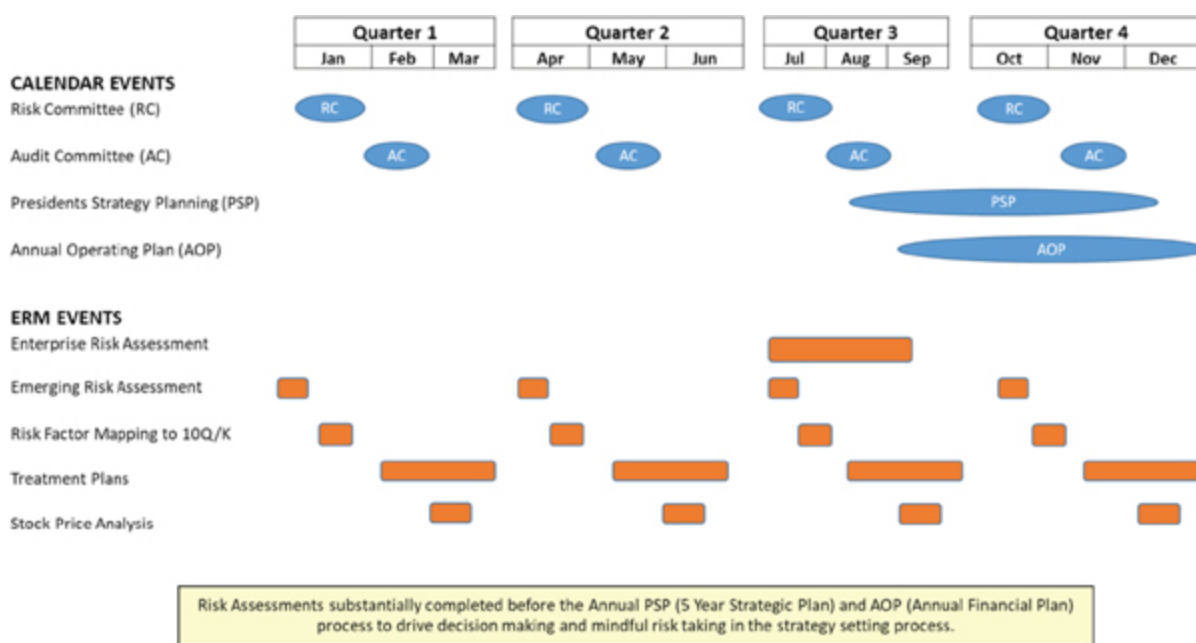 Quarter 1 Quarter 2 Quarter 3 Quarter 4
Jan Feb Mar Apr May Jun Jul Aug Sep Oct Nov Dec
CALENDAR EVENTS
Risk Committee (RC) RC RC RC RC
Audit Committee (AC) AC AC AC AC
Presidents Strategy Planning (PSP) PSP
Annual Operating Plan (AOP) AOP
ERM EVENTS
Enterprise Risk Assessment
Emerging Risk Assessment
Risk Factor Mapping to 10Q/K
Treatment Plans
Stock Price Analysis
Risk Assessments substantially completed before the Annual PSP (5 Year Strategic Plan) and AOP (Annual Financial Plan)
process to drive decision making and mindful risk taking in the strategy setting process.